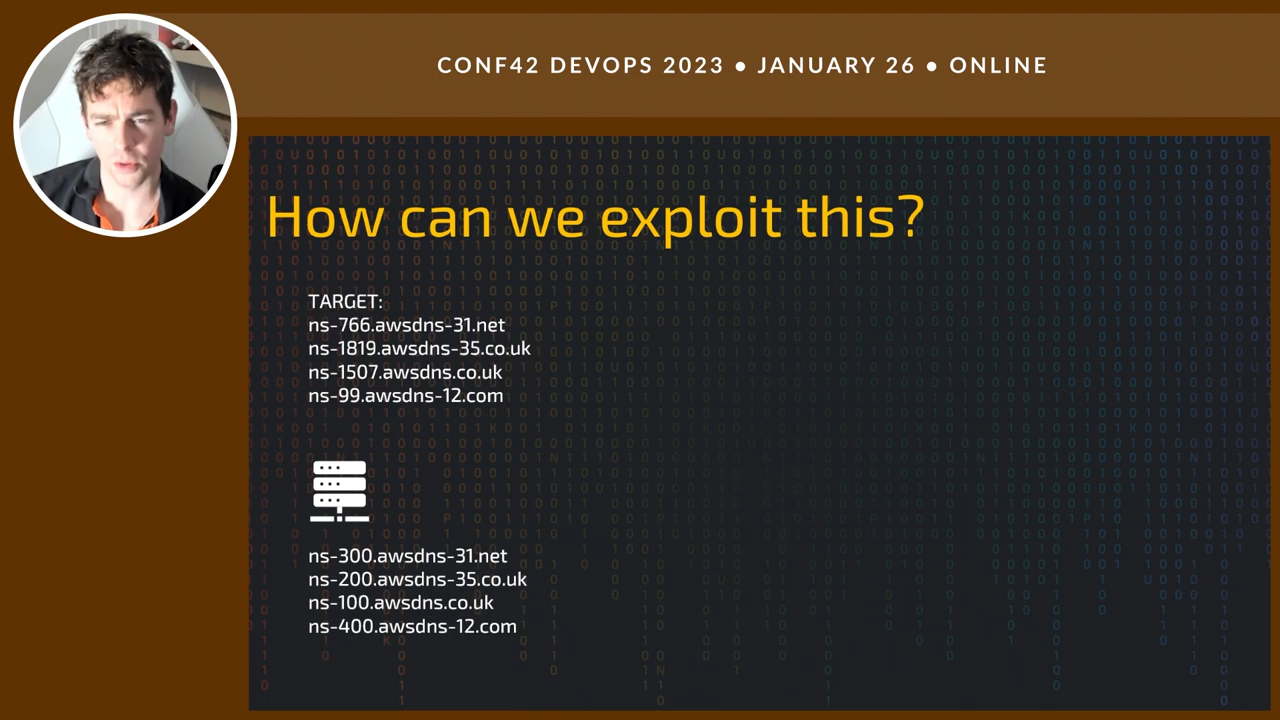 CONF42 DEVOPS 2023 ● JANUARY 26 ● ONLINE
How can we exploit this?
TARGET:
ns-766.awsdns-31.net
ns-1819.awsdns-35.co.uk
ns-1507.awsdns.co.uk
ns-99.awsdns-12.com
ns-300.awsdns-31.net
ns-200.awsdns-35.co.uk
ns-100.awsdns.co.uk
ns-400.awsdns-12.com